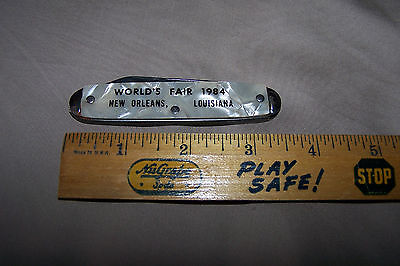 WORLD'S FAIR 1984
NEW ORLEANS, LOUISIANA
1 2 3 4 5
PLAY
SAFE!
STOP